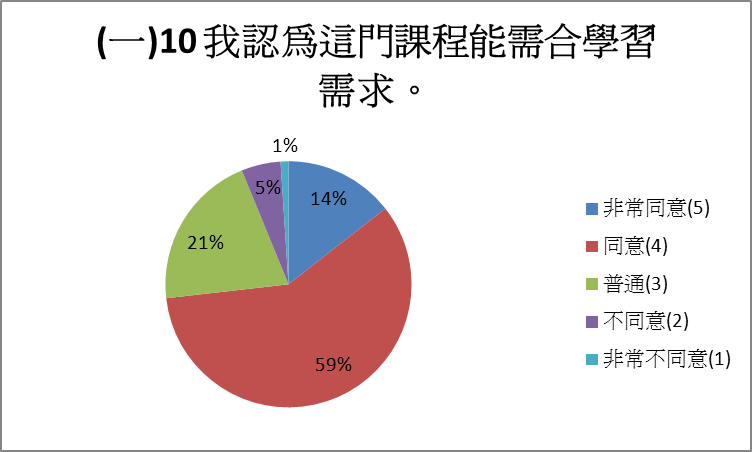 (一)10 我認為這門課程能需合學習
需求。
1%
14%
5%
21%
59%
非常同意(5)
同意(4)
普通(3)
不同意(2)
非常不同意(1)